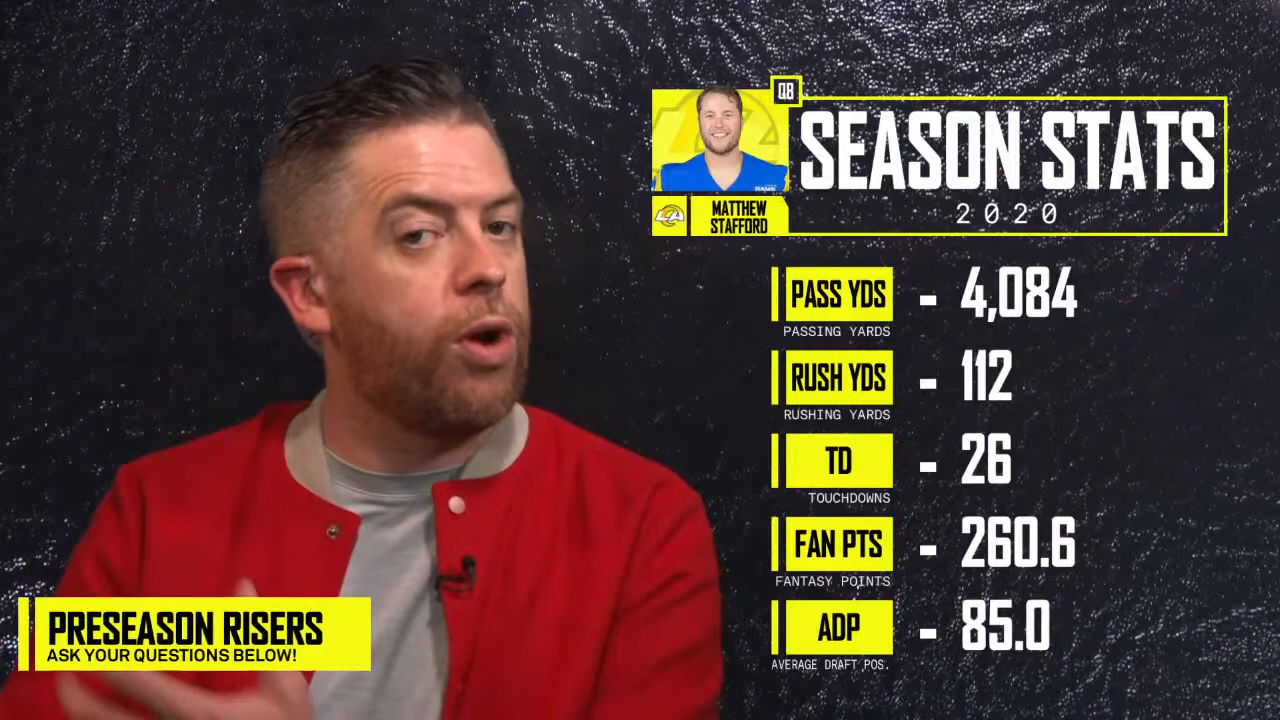 QB
SEASON STATS
2020
MATTHEW
STAFFORD
PASS YDS - 4,084
PASSING YARDS
RUSH YDS - 112
RUSHING YARDS
TD - 26
TOUCHDOWNS
FAN PTS - 260.6
FANTASY POINTS
ADP - 85.0
AVERAGE DRAFT POS.
PRESEASON RISERS
ASK YOUR QUESTIONS BELOW!